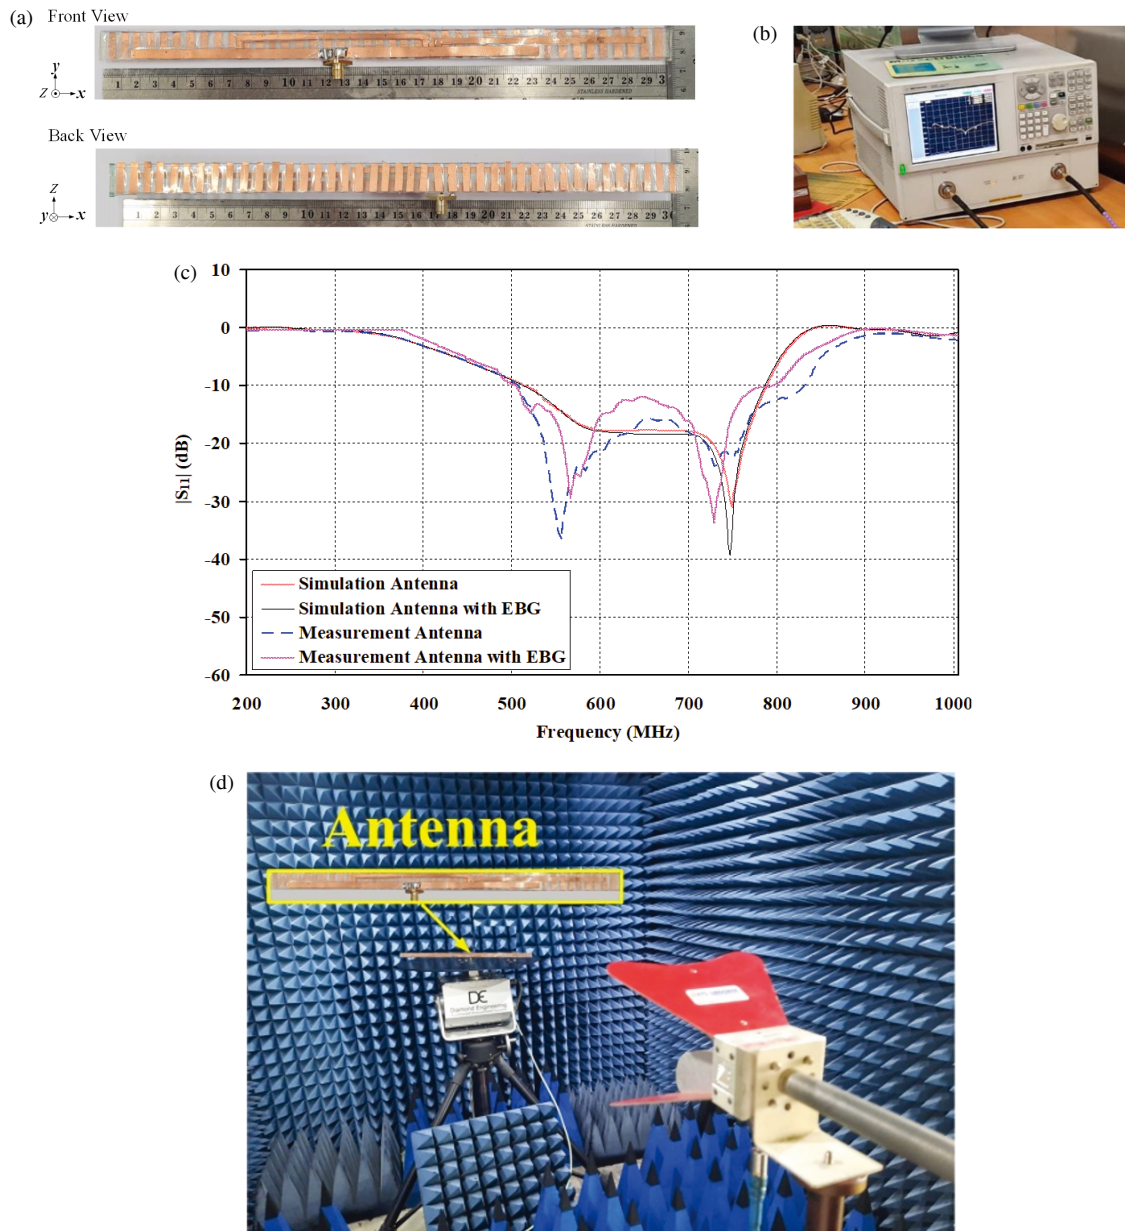 (a)
Front View
y
Z
x
1 2 3 4 5 6 7 8 9 10 11 12 13 14 15 16 17 18 19 20 21 22 23 24 25 26 27 28 29 3
STAINLESS HARDENED
Back View
Z
y
x
1 2 3 4 5 6 7 8 9 10 11 12 13 14 15 16 17 18 19 20 21 22 23 24 25 26 27 28 29 30
(b)
(c)
10
0
-10
-20
-30
-40
-50
-60
|S11| (dB)
Simulation Antenna
Simulation Antenna with EBG
Measurement Antenna
Measurement Antenna with EBG
200 300 400 500 600 700 800 900 1000
Frequency (MHz)
(d)
Antenna
DE
Diamond Engineering